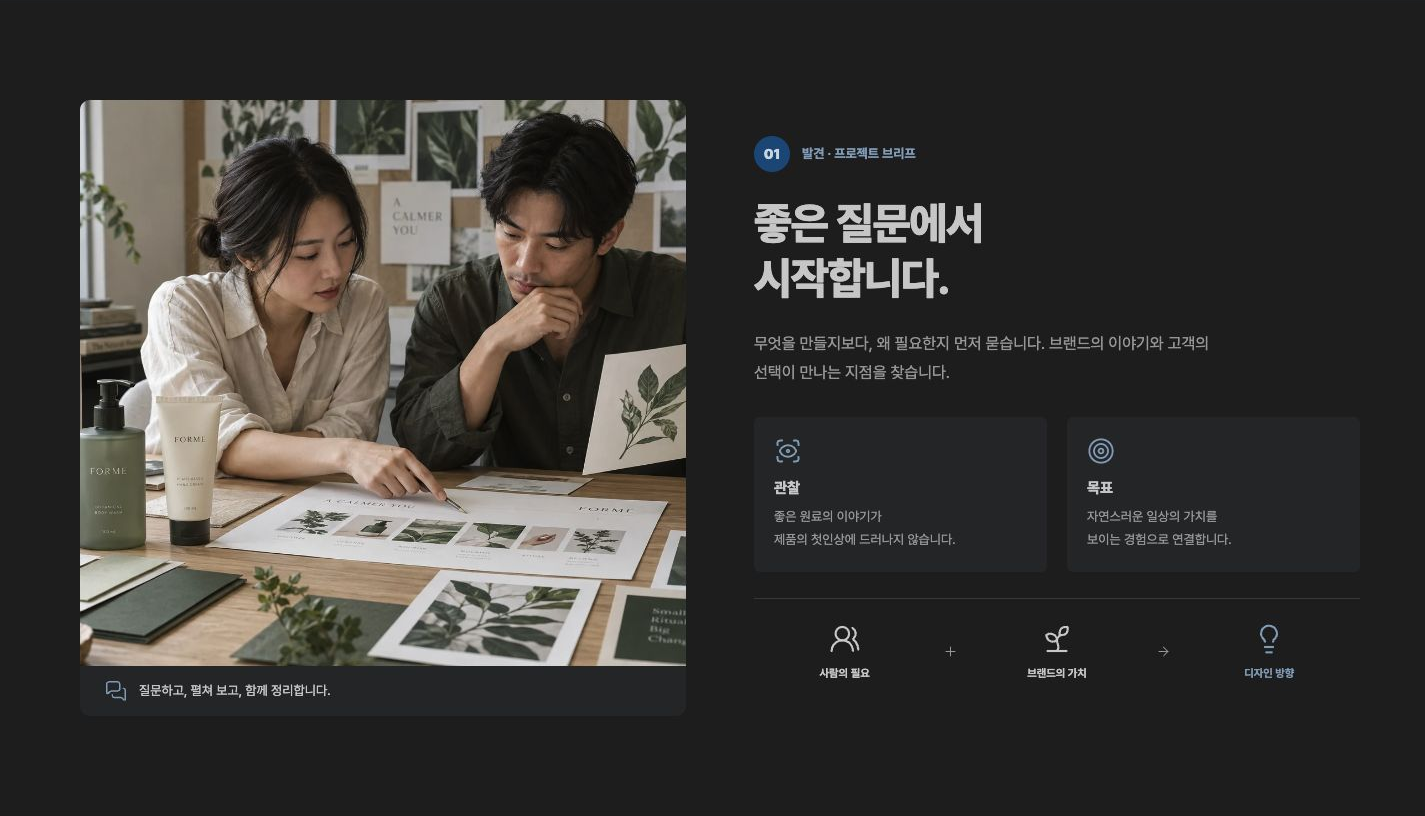 A
CALMER
YOU
FORME
FORME
A CALMER YOU
FORME
Small
Ritual
Big
Chang
질문하고, 펼쳐 보고, 함께 정리합니다.
01
발견 · 프로젝트 브리프
좋은 질문에서
시작합니다.
무엇을 만들지보다, 왜 필요한지 먼저 묻습니다. 브랜드의 이야기와 고객의
선택이 만나는 지점을 찾습니다.
관찰
좋은 원료의 이야기가
제품의 첫인상에 드러나지 않습니다.
목표
자연스러운 일상의 가치를
보이는 경험으로 연결합니다.
사람의 필요
+
브랜드의 가치
→
디자인 방향